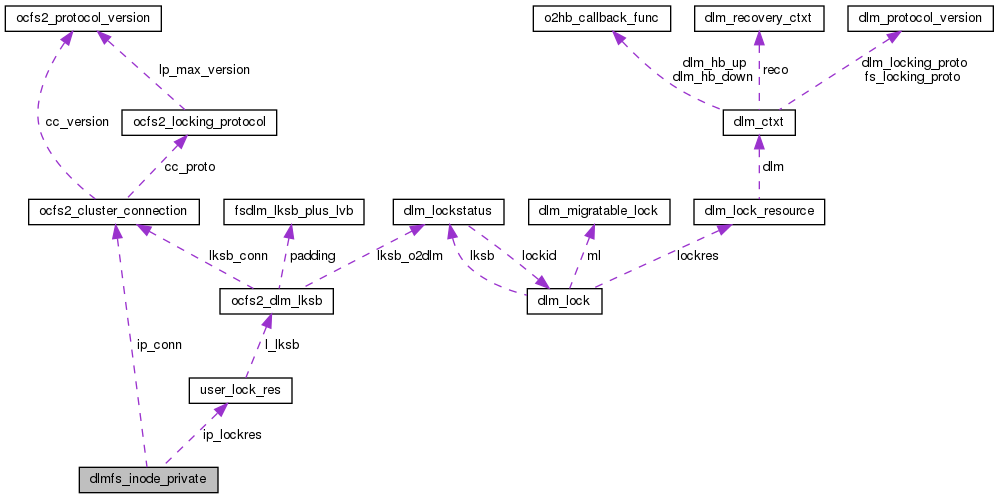 ocfs2_protocol_version
o2hb_callback_func
dlm_recovery_ctxt
dlm_protocol_version
lp_max_version
dlm_hb_up
dlm_hb_down
reco
dlm_locking_proto
fs_locking_proto
cc_version
ocfs2_locking_protocol
dlm_ctxt
cc_proto
dlm
ocfs2_cluster_connection
fsdlm_lksb_plus_lvb
dlm_lockstatus
dlm_migratable_lock
dlm_lock_resource
lksb_conn
padding
lksb_o2dlm
lksb
lockid
ml
lockres
ocfs2_dlm_lksb
dlm_lock
ip_conn
l_lksb
user_lock_res
ip_lockres
dlmfs_inode_private